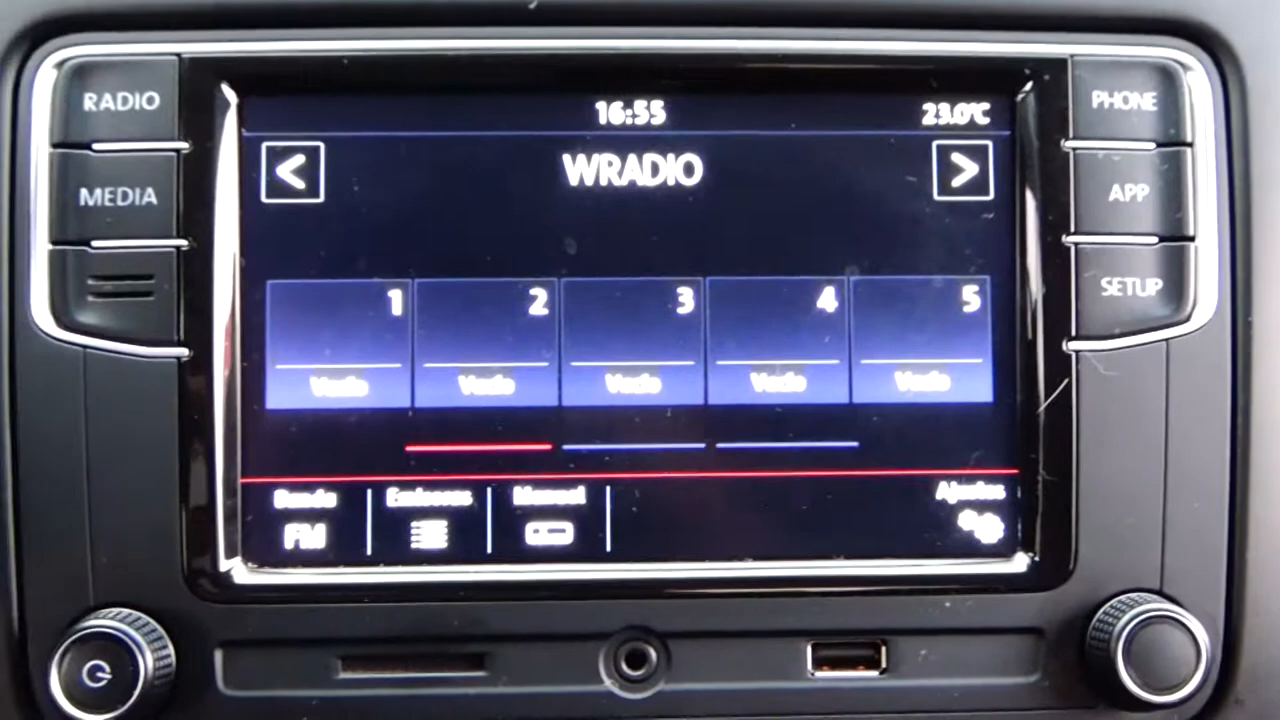 RADIO
MEDIA
PHONE
APP
SETUP
16:55 23.0°C
< WRADIO >
1 2 3 4 5
Vacío Vacío Vacío Vacío Vacío
Banda Emisoras Manual Ajustes
FM